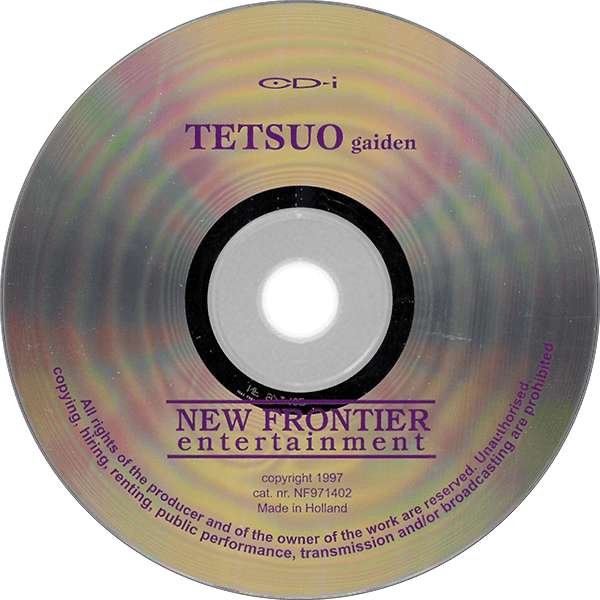 CD-i
TETSUO gaiden
NEW FRONTIER
entertainment
copyright 1997
cat. nr. NF971402
Made in Holland
All rights of the producer and of the owner of the work are reserved. Unauthorised
copying, hiring, renting, public performance, transmission and/or broadcasting are prohibited